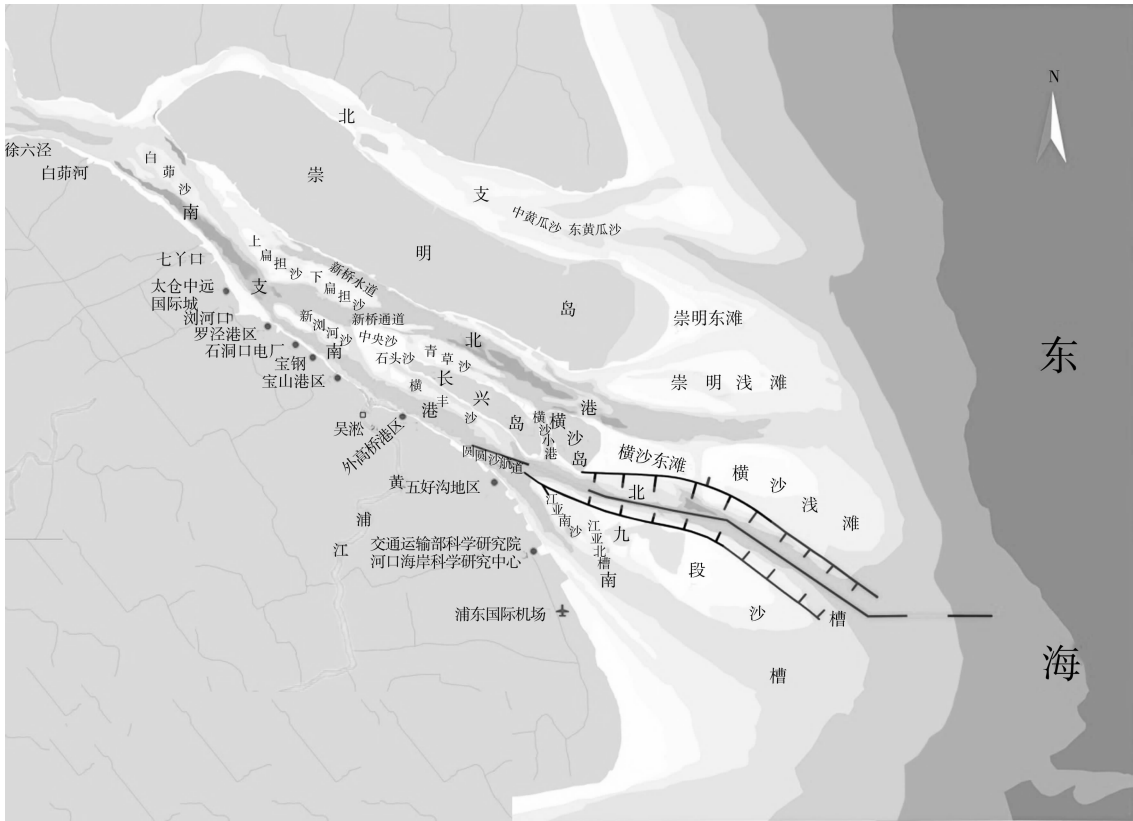 N
北
徐六泾
白茆河
白茆沙
崇
支
南
中黄瓜沙
东黄瓜沙
上扁担沙
明
七丫口
新桥水道
太仓中远
国际城
支
下扁担沙
岛
崇明东滩
浏河口
罗泾港区
新浏河沙
新桥通道
北
东
石洞口电厂
南
中央沙
石头沙
青草沙
宝钢
宝山港区
长
崇明浅滩
横丰沙
兴
港
港
岛
横沙小港
横
沙
岛
吴淞
外高桥港区
圆圆沙航道
横沙东滩
横
沙
浅
滩
黄
五好沟地区
北
江亚南沙
浦
江亚北槽
九
江
交通运输部科学研究院
河口海岸科学研究中心
段
南
沙
浦东国际机场
槽
海
槽